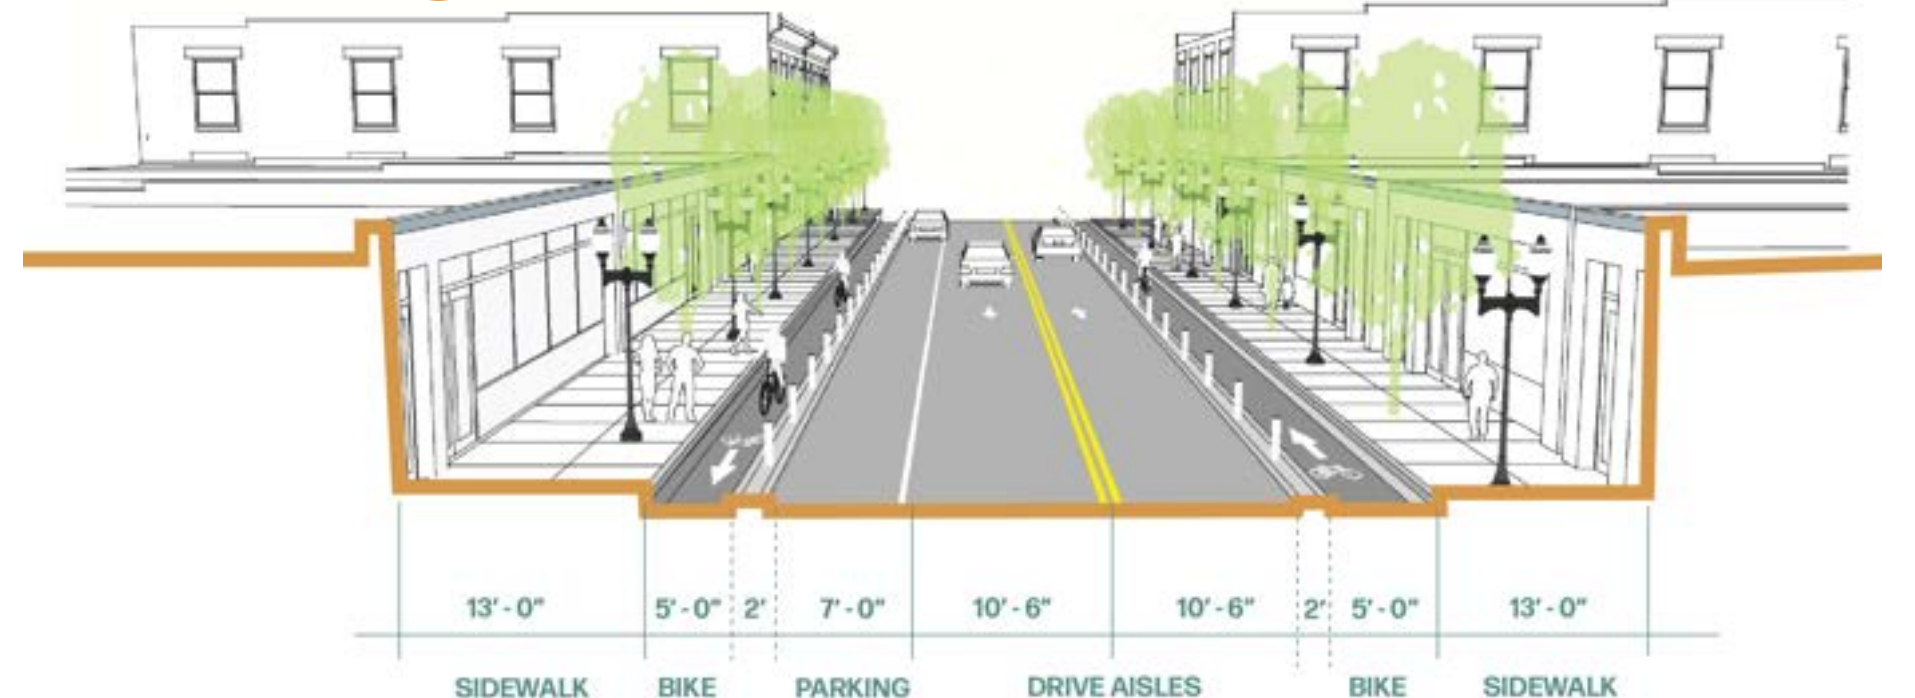 13' - 0" 5' - 0" 2' 7' - 0" 10' - 6" 10' - 6" 2' 5' - 0" 13' - 0"
SIDEWALK BIKE PARKING DRIVE AISLES BIKE SIDEWALK